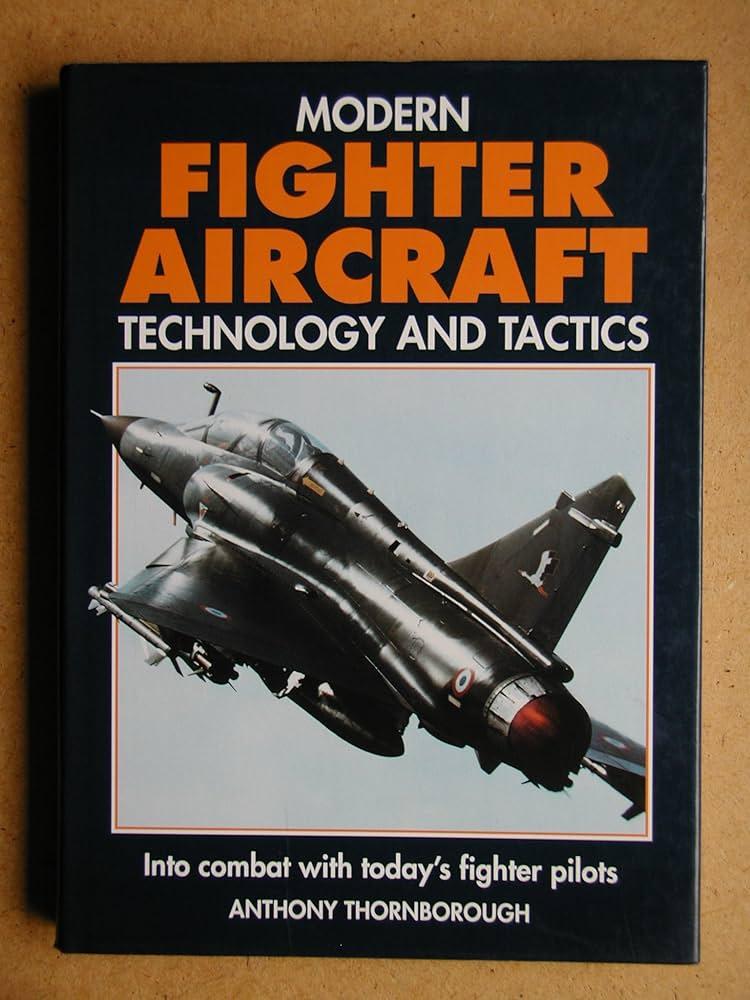 MODERN
FIGHTER
AIRCRAFT
TECHNOLOGY AND TACTICS
Into combat with today's fighter pilots
ANTHONY THORNBOROUGH